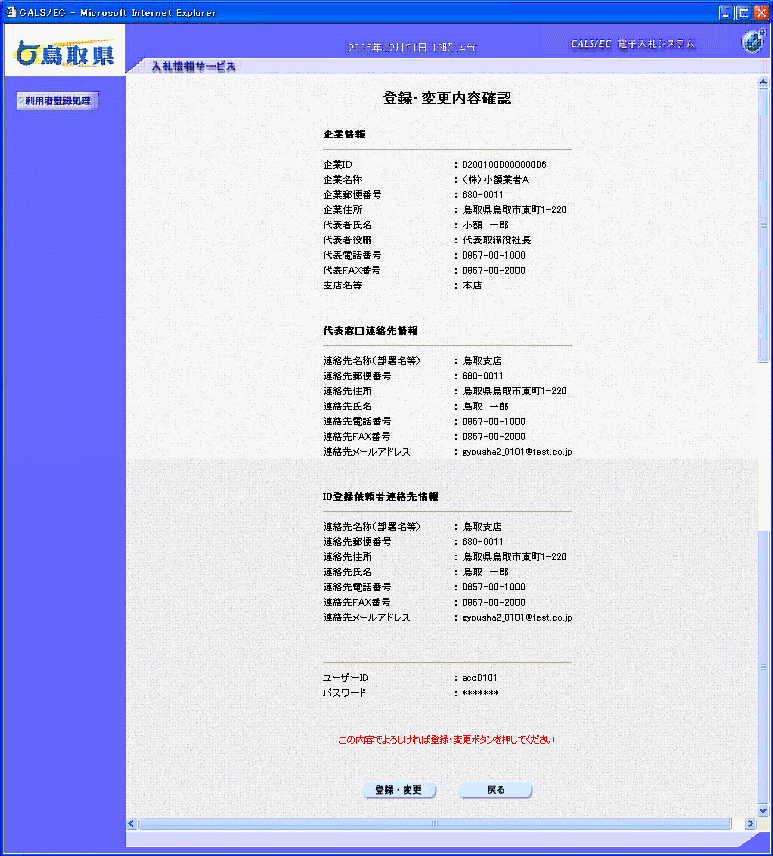 CALS/EC - Microsoft Internet Explorer
鳥取県
CALS/EC 電子入札システム
入札情報サービス
利用者登録処理
登録・変更内容確認
企業情報
企業ID : 0200100000000006
企業名称 : (株)小額業者A
企業郵便番号 : 680-0011
企業住所 : 鳥取県鳥取市東町1-220
代表者氏名 : 小額 一郎
代表者役職 : 代表取締役社長
代表電話番号 : 0857-00-1000
代表FAX番号 : 0857-00-2000
支店名等 : 本店
代表窓口連絡先情報
連絡先名称(部署名等) : 鳥取支店
連絡先郵便番号 : 680-0011
連絡先住所 : 鳥取県鳥取市東町1-220
連絡先氏名 : 鳥取 一郎
連絡先電話番号 : 0857-00-1000
連絡先FAX番号 : 0857-00-2000
連絡先メールアドレス : gyousha2_0101@test.co.jp
ID登録依頼者連絡先情報
連絡先名称(部署名等) : 鳥取支店
連絡先郵便番号 : 680-0011
連絡先住所 : 鳥取県鳥取市東町1-220
連絡先氏名 : 鳥取 一郎
連絡先電話番号 : 0857-00-1000
連絡先FAX番号 : 0857-00-2000
連絡先メールアドレス : gyousha2_0101@test.co.jp
ユーザーID : acc0101
パスワード : *******
この内容でよろしければ登録・変更ボタンを押してください
登録・変更 戻る